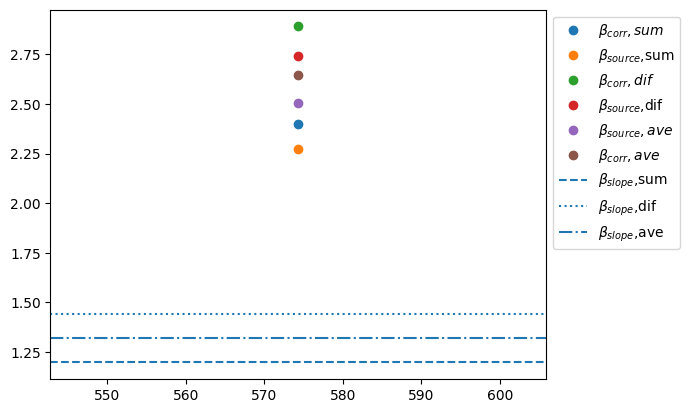 2.75
2.50
2.25
2.00
1.75
1.50
1.25
550 560 570 580 590 600
β_corr, sum
β_source,sum
β_corr, dif
β_source,dif
β_source, ave
β_corr, ave
β_slope,sum
β_slope,dif
β_slope,ave